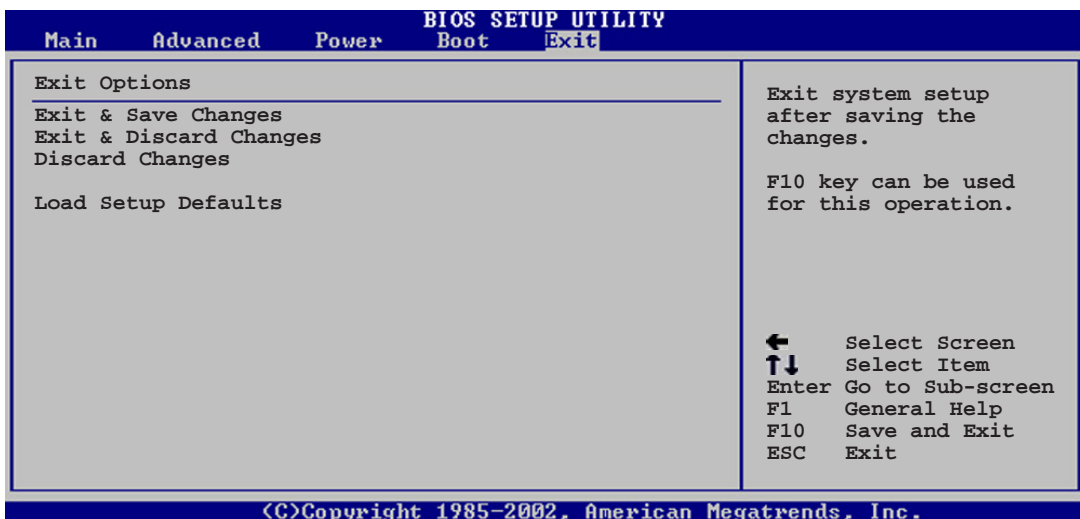 BIOS SETUP UTILITY
Main Advanced Power Boot Exit
Exit Options
Exit & Save Changes
Exit & Discard Changes
Discard Changes
Load Setup Defaults
Exit system setup
after saving the
changes.
F10 key can be used
for this operation.
← Select Screen
↑↓ Select Item
Enter Go to Sub-screen
F1 General Help
F10 Save and Exit
ESC Exit
(C)Copyright 1985-2002, American Megatrends, Inc.